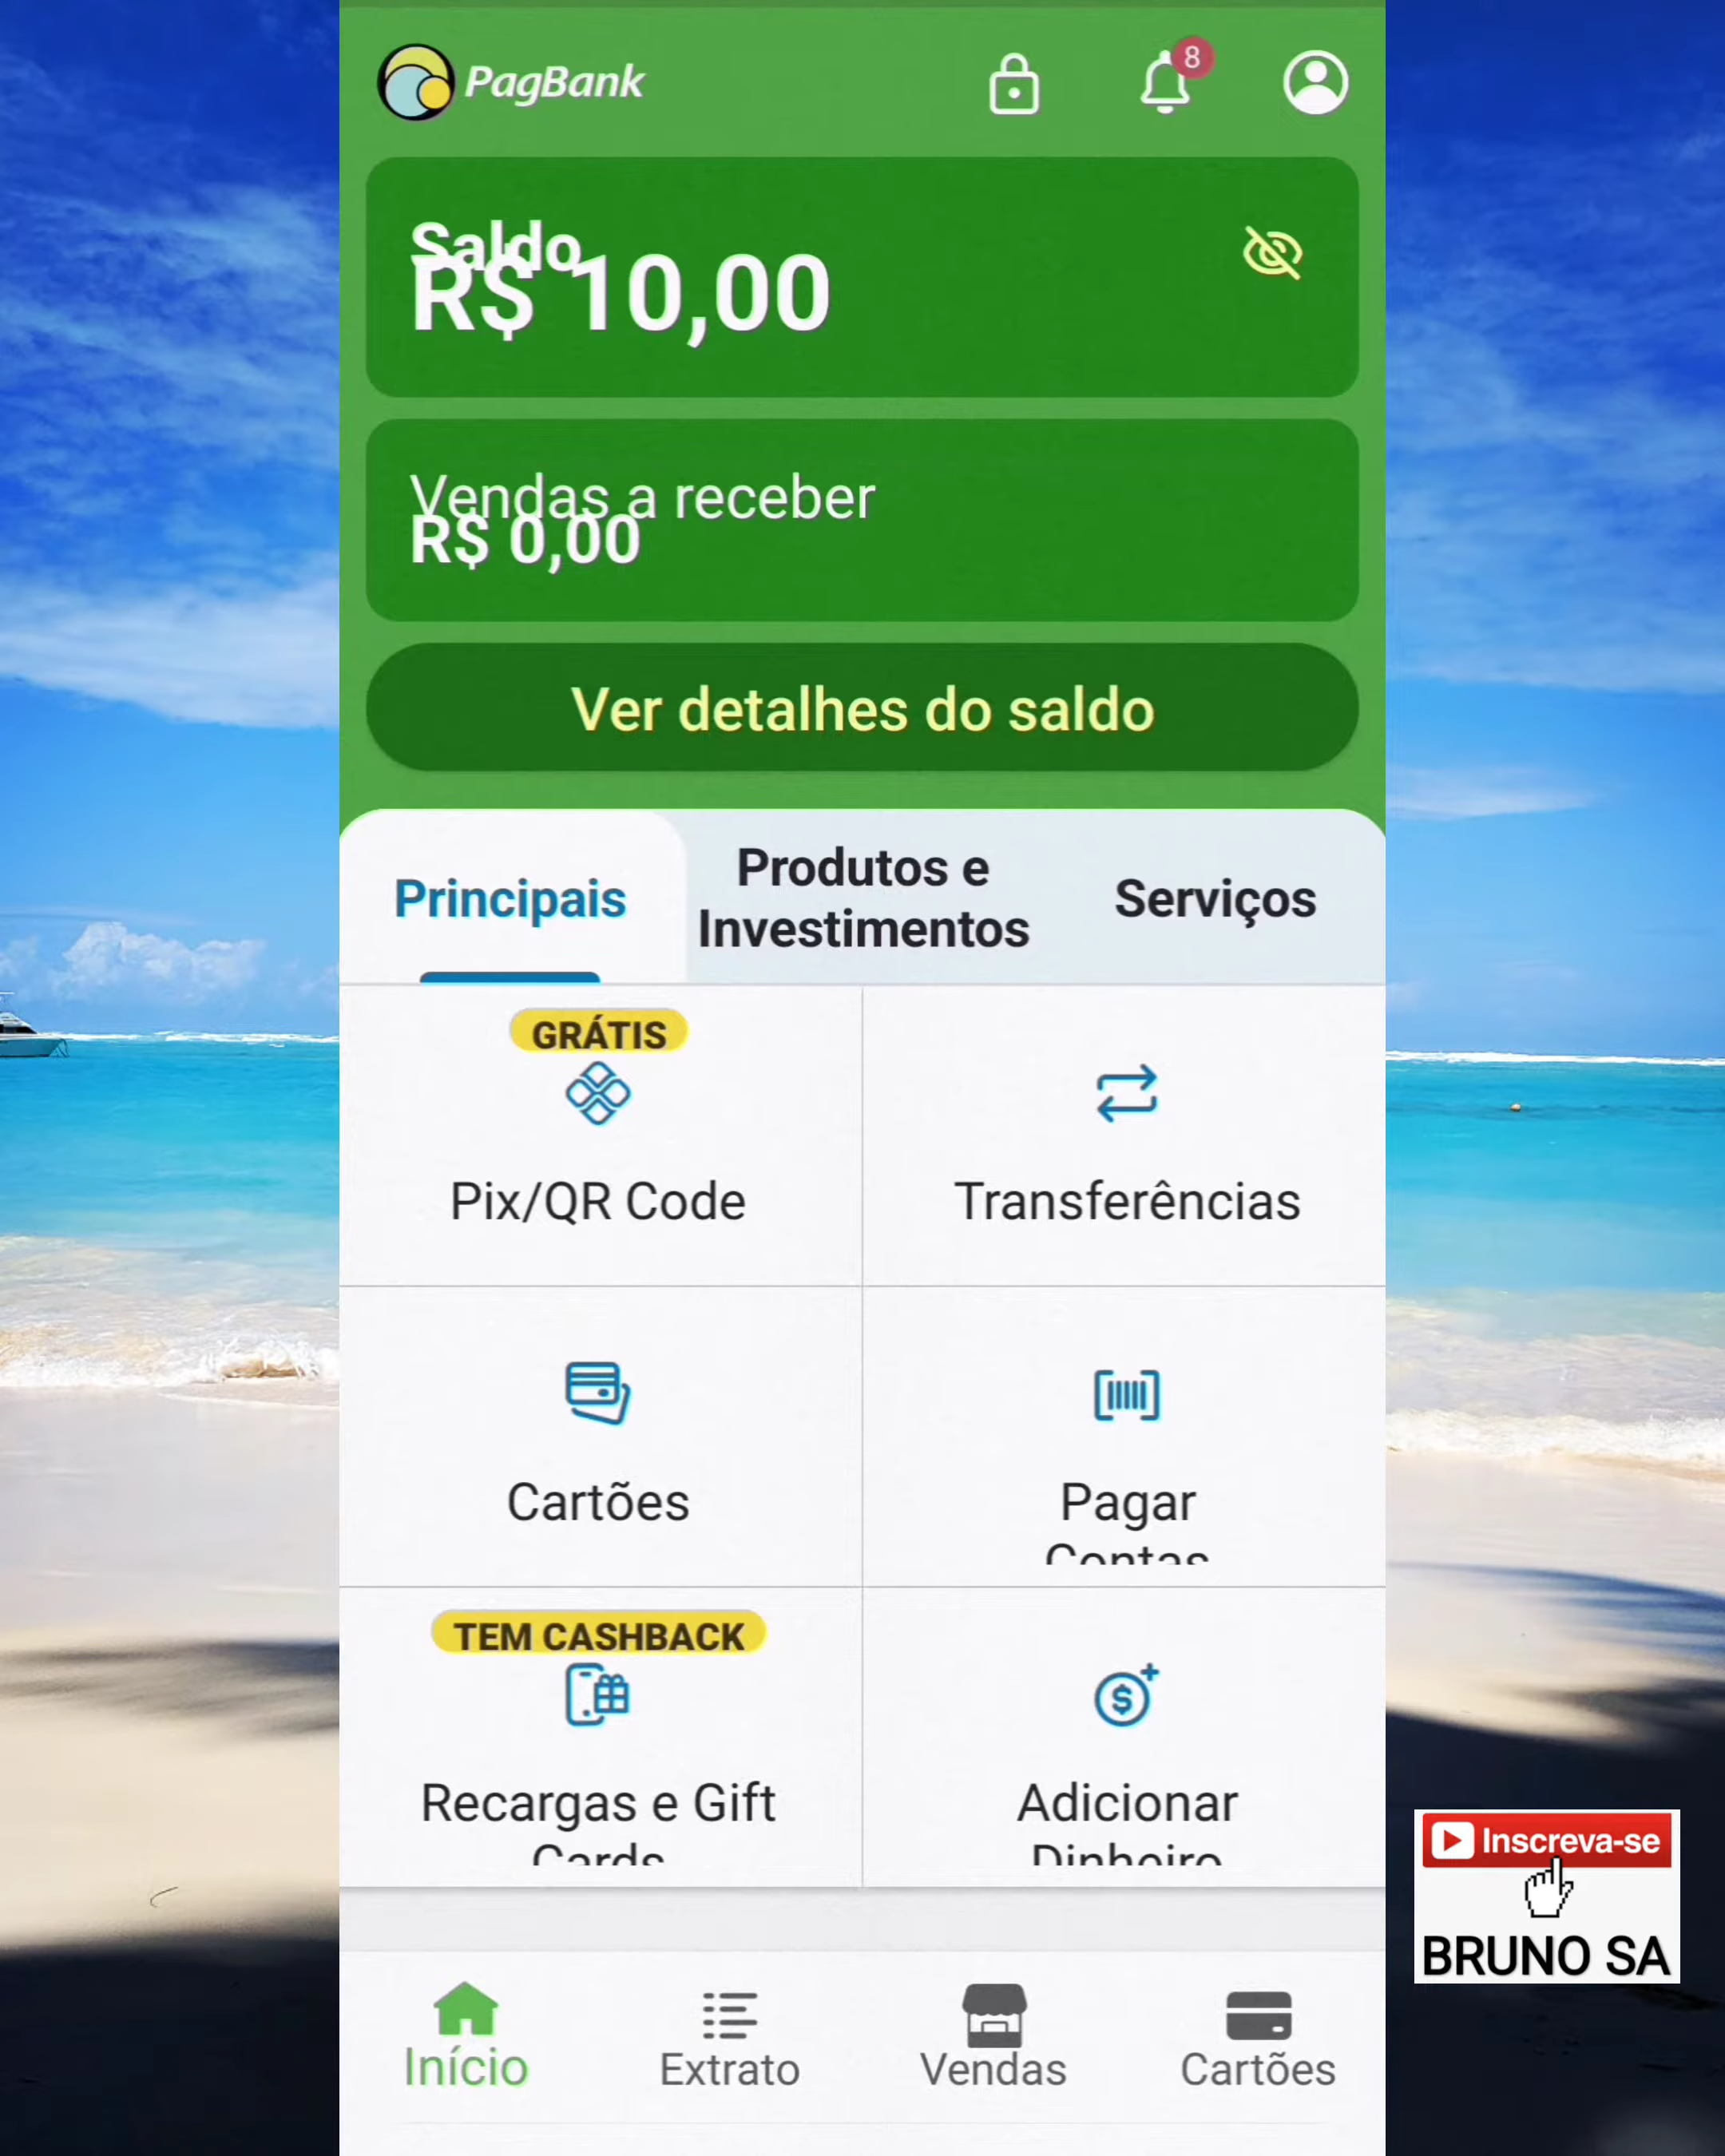 PagBank
8
Saldo
R$ 10,00
Vendas a receber
R$ 0,00
Ver detalhes do saldo
Principais
Produtos e
Investimentos
Serviços
GRÁTIS
Pix/QR Code
Transferências
Cartões
Pagar
Contas
TEM CASHBACK
Recargas e Gift
Cards
Adicionar
Dinheiro
Início
Extrato
Vendas
Cartões
Inscreva-se
BRUNO SA